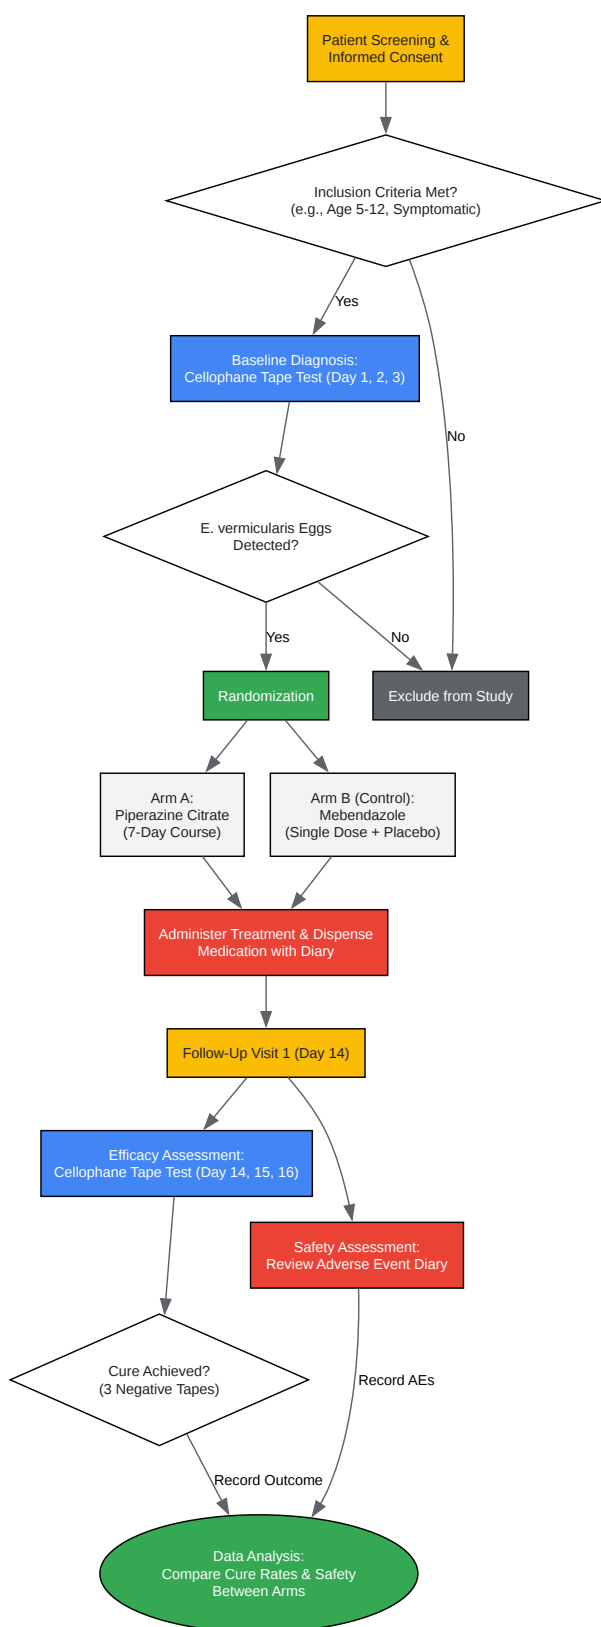 Patient Screening &
Informed Consent
Inclusion Criteria Met?
(e.g., Age 5-12, Symptomatic)
Yes
Baseline Diagnosis:
Cellophane Tape Test (Day 1, 2, 3)
No
E. vermicularis Eggs
Detected?
Yes
No
Randomization
Exclude from Study
Arm A:
Piperazine Citrate
(7-Day Course)
Arm B (Control):
Mebendazole
(Single Dose + Placebo)
Administer Treatment & Dispense
Medication with Diary
Follow-Up Visit 1 (Day 14)
Efficacy Assessment:
Cellophane Tape Test (Day 14, 15, 16)
Safety Assessment:
Review Adverse Event Diary
Cure Achieved?
(3 Negative Tapes)
Record AEs
Record Outcome
Data Analysis:
Compare Cure Rates & Safety
Between Arms